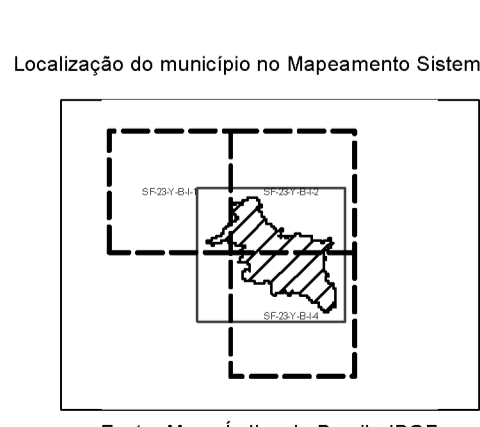 Localização do município no Mapeamento Sistem
SF-23-Y-B-I-1
SF-23-Y-B-I-2
SF-23-Y-B-I-4